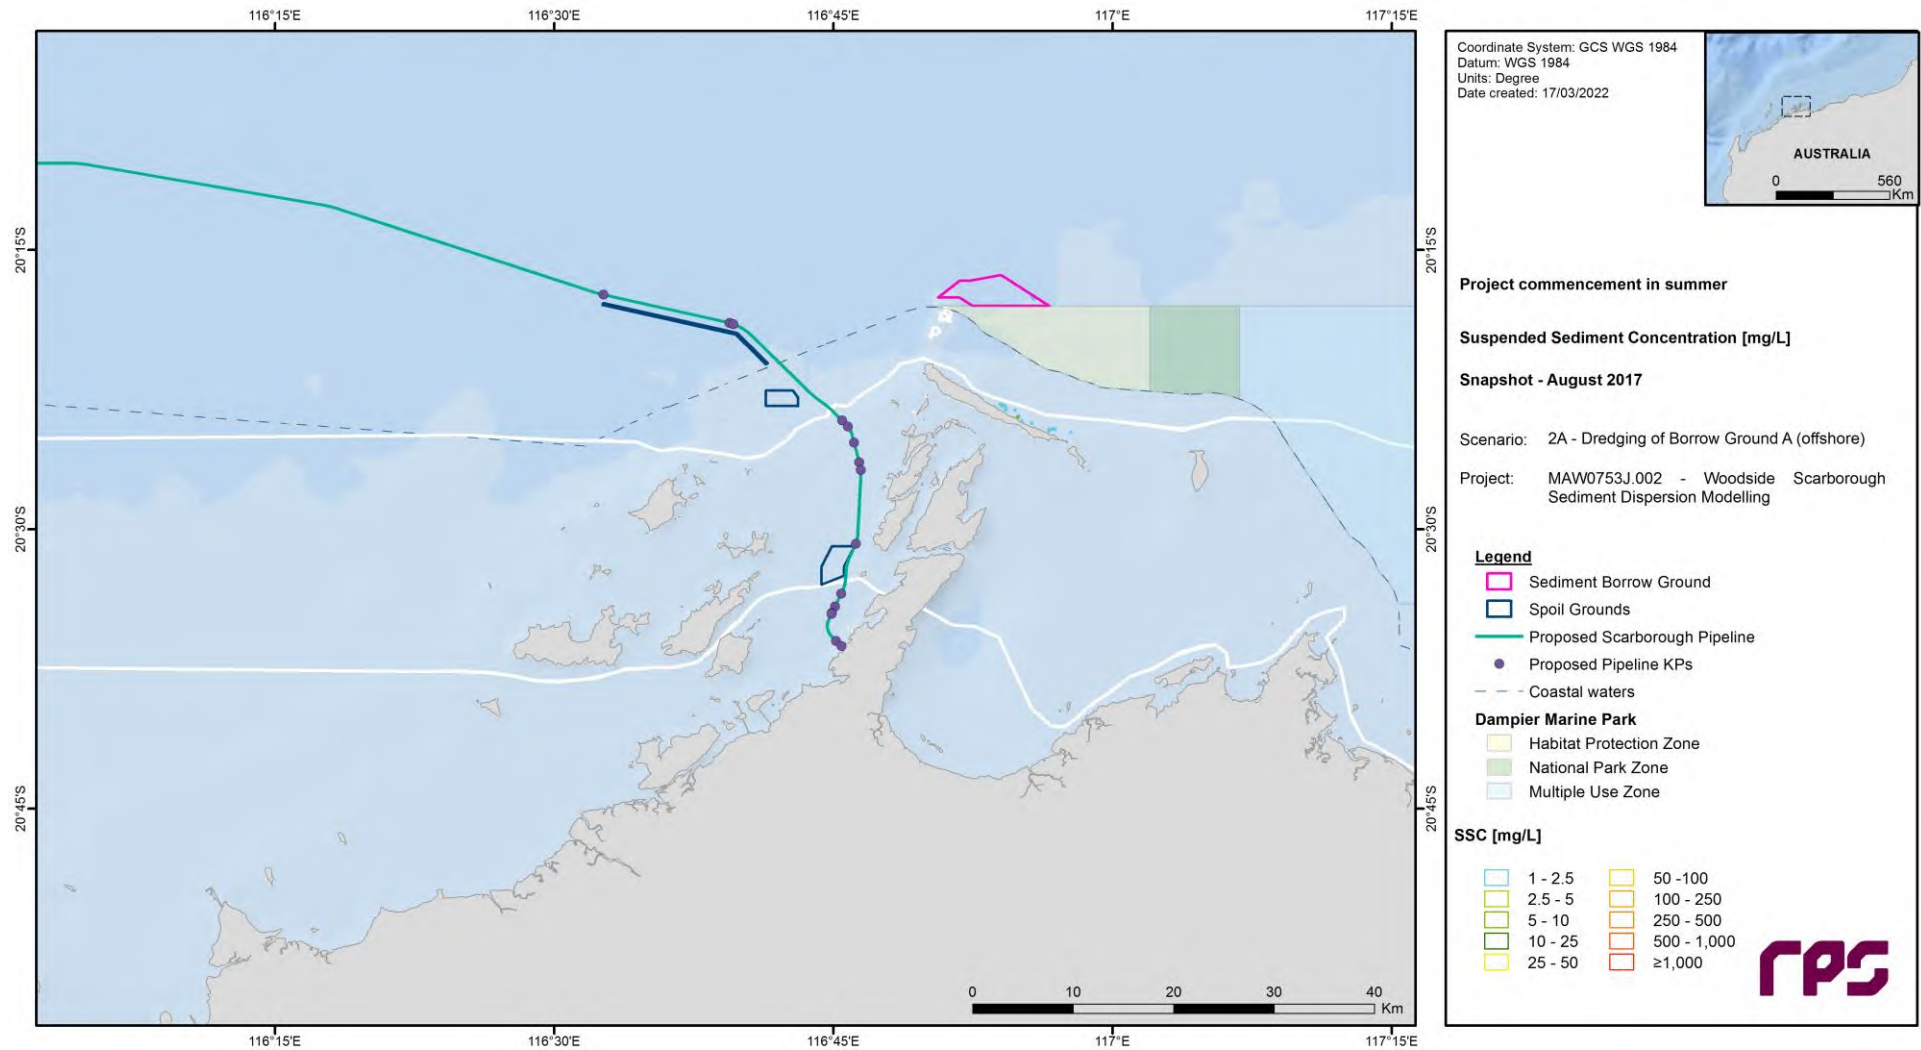 116°15'E 116°30'E 116°45'E 117°E 117°15'E
20°15'S 20°15'S
20°30'S 20°30'S
20°45'S 20°45'S
0 10 20 30 40
Km
116°15'E 116°30'E 116°45'E 117°E 117°15'E
Coordinate System: GCS WGS 1984
Datum: WGS 1984
Units: Degree
Date created: 17/03/2022
AUSTRALIA
0 560
Km
Project commencement in summer
Suspended Sediment Concentration [mg/L]
Snapshot - August 2017
Scenario: 2A - Dredging of Borrow Ground A (offshore)
Project: MAW0753J.002 - Woodside Scarborough
Sediment Dispersion Modelling
Legend
Sediment Borrow Ground
Spoil Grounds
Proposed Scarborough Pipeline
Proposed Pipeline KPs
Coastal waters
Dampier Marine Park
Habitat Protection Zone
National Park Zone
Multiple Use Zone
SSC [mg/L]
1 - 2.5 50 -100
2.5 - 5 100 - 250
5 - 10 250 - 500
10 - 25 500 - 1,000
25 - 50 ≥1,000
rps